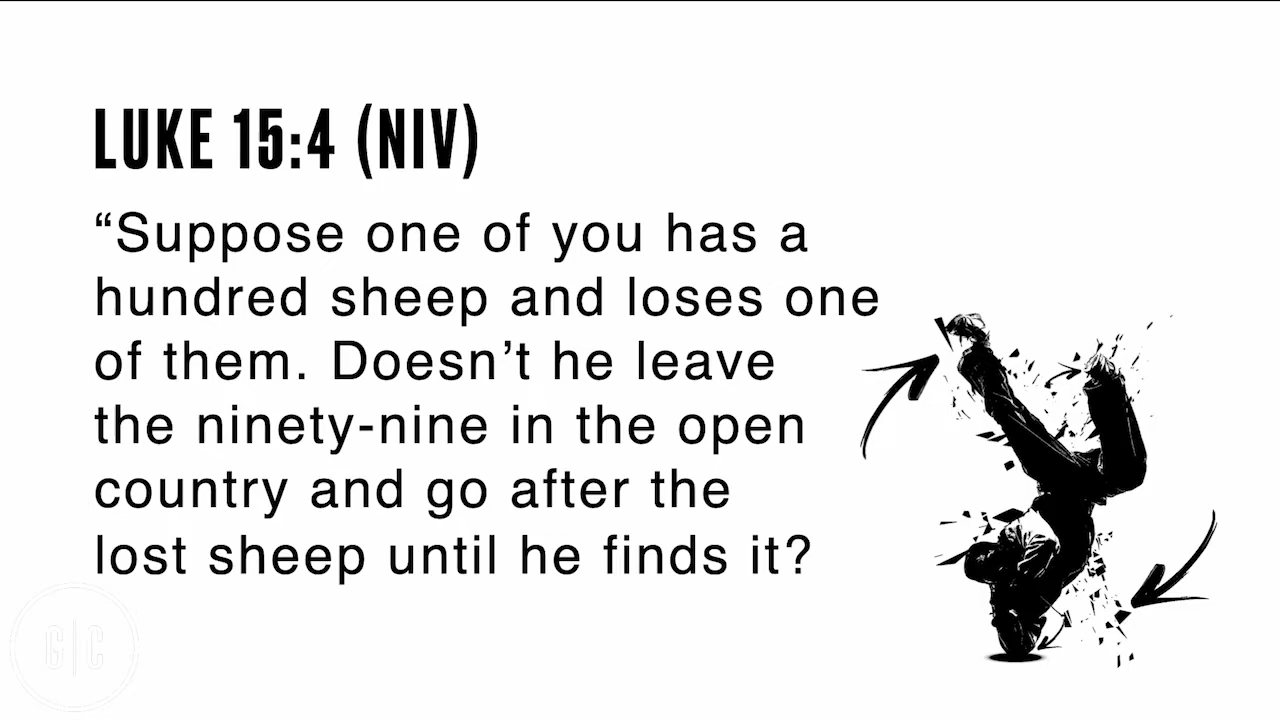 LUKE 15:4 (NIV)
“Suppose one of you has a
hundred sheep and loses one
of them. Doesn’t he leave
the ninety-nine in the open
country and go after the
lost sheep until he finds it?
G|C